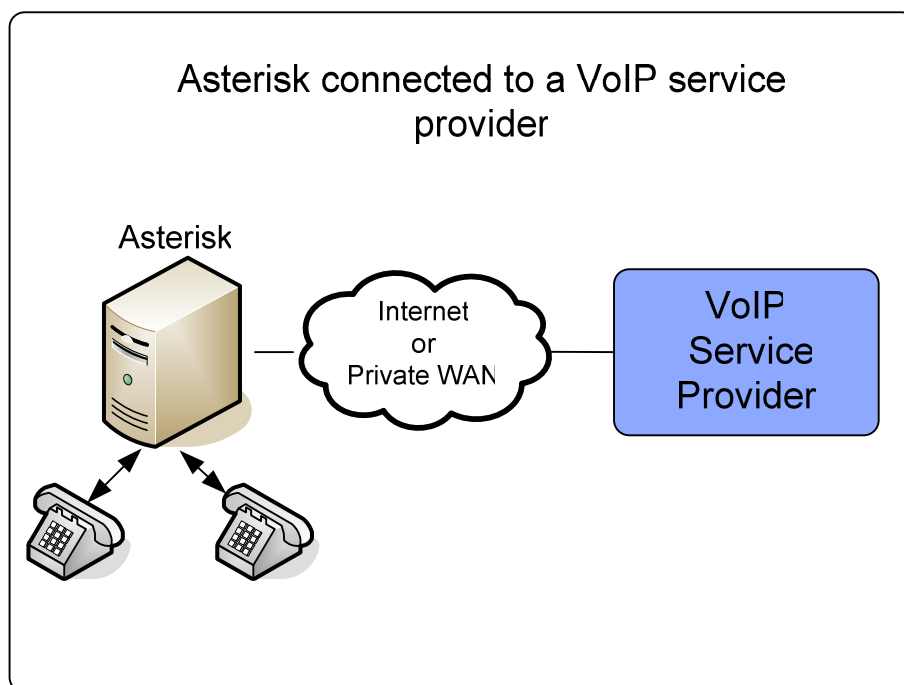 Asterisk connected to a VoIP service
provider
Asterisk
Internet
or
Private WAN
VoIP
Service
Provider